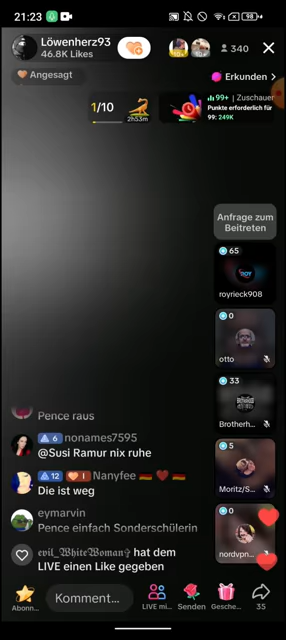 21:23
98
Löwenherz93
46.8K Likes
340
Angesagt
Erkunden >
1/10
2h53m
99+ | Zuschauer
Punkte erforderlich für
99: 249K
Anfrage zum
Beitreten
65
royrieck908
0
otto
33
Brotherh...
5
Moritz/S...
0
nordvpn...
Pence raus
6 nonames7595
@Susi Ramur nix ruhe
12 1 Nanyfee 🇩🇪 ❤️ 🇩🇪
Die ist weg
eymarvin
Pence einfach Sonderschülerin
𝔢𝔳𝔦𝔩_𝔚𝔥𝔦𝔱𝔢𝔚𝔬𝔪𝔞𝔫✞ hat dem
LIVE einen Like gegeben
Abonn...
Komment...
LIVE mi...
Senden
Gesche...
35